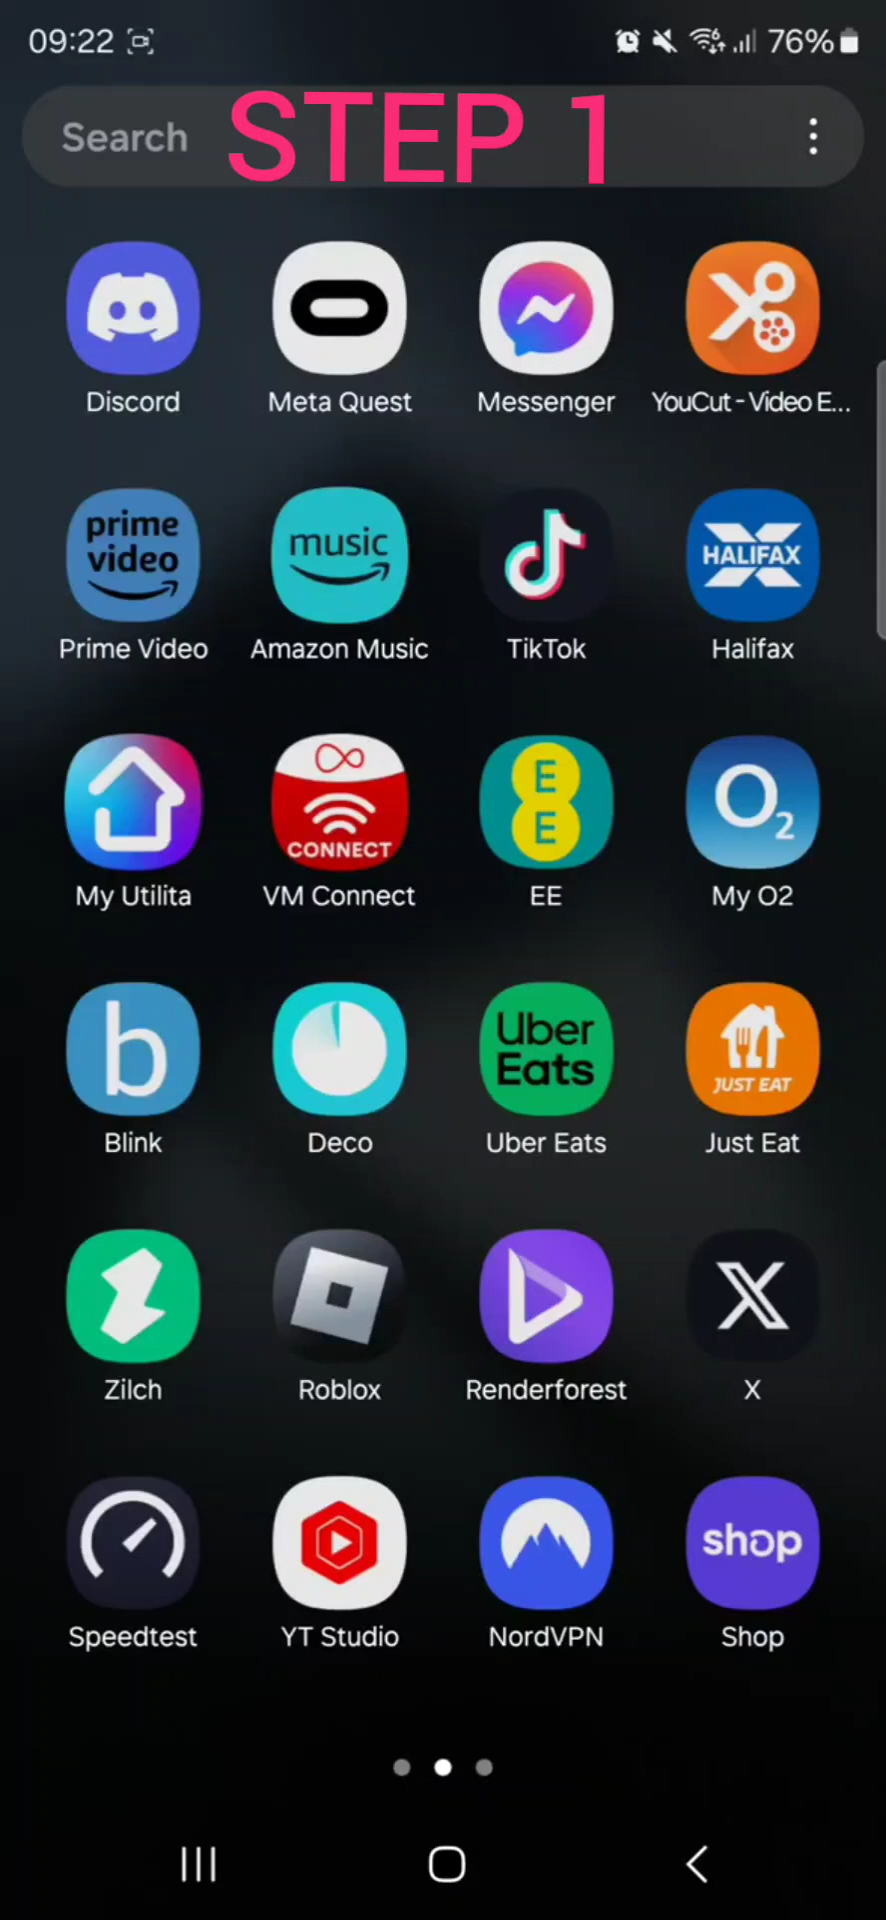 09:22 76%
Search STEP 1
Discord Meta Quest Messenger YouCut - Video E...
prime video music HALIFAX
Prime Video Amazon Music TikTok Halifax
CONNECT E E O2
My Utilita VM Connect EE My O2
b Uber Eats JUST EAT
Blink Deco Uber Eats Just Eat
X
Zilch Roblox Renderforest X
shop
Speedtest YT Studio NordVPN Shop